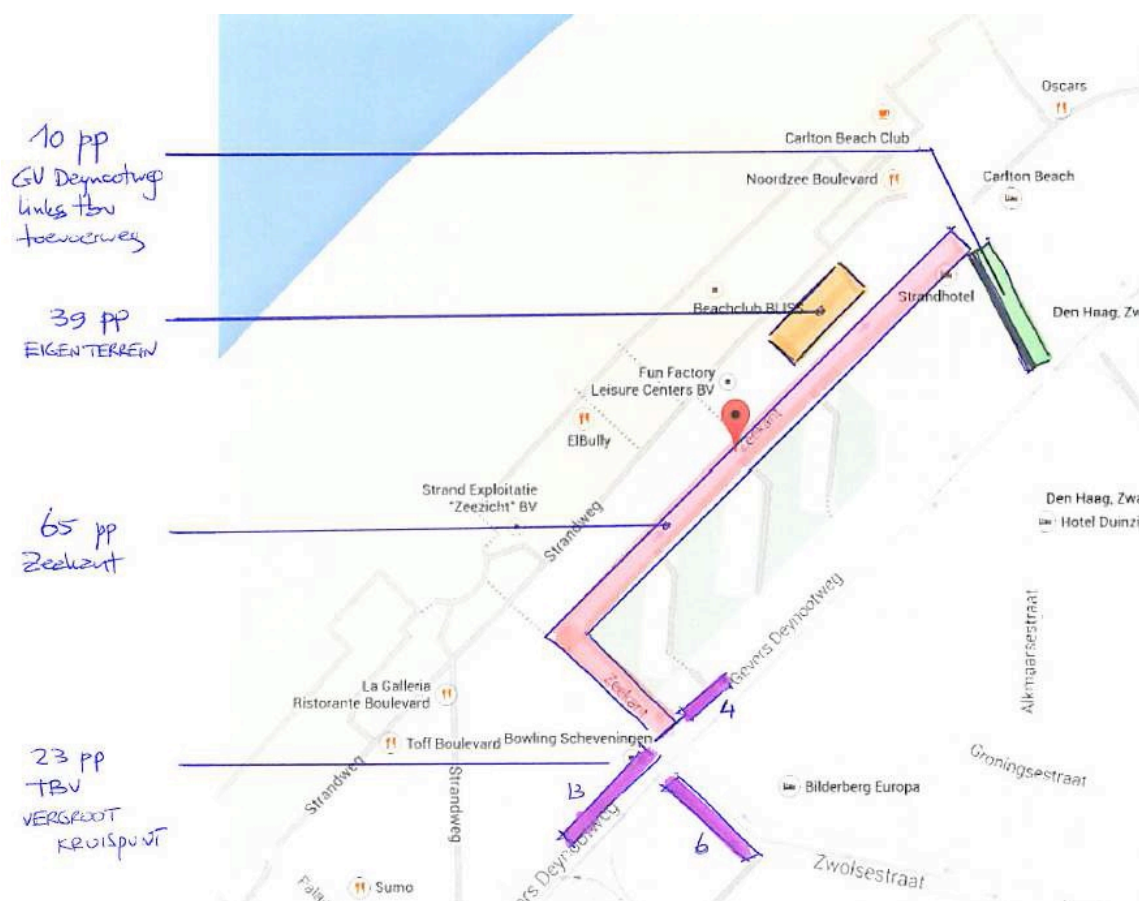 10 pp
GV Deynootweg
links tbv
toevoerweg
39 pp
EIGEN TERREIN
65 pp
Zeekant
23 pp
TBV
VERGROOT
KRUISPUNT
Oscars
Carlton Beach Club
Noordzee Boulevard
Carlton Beach
Strandhotel
Beachclub BLISS
Den Haag, Zw
Fun Factory
Leisure Centers BV
Zeekant
ElBully
Strand Exploitatie
"Zeezicht" BV
Strandweg
Den Haag, Zwa
Hotel Duinzi
Gevers Deynootweg
Alkmaarsestraat
La Galleria
Ristorante Boulevard
Zeekant
4
Toff Boulevard
Bowling Scheveningen
Groningsestraat
Strandweg
Strandweg
13
6
Bilderberg Europa
Zwolsestraat
vers Deynootweg
Sumo
Pala